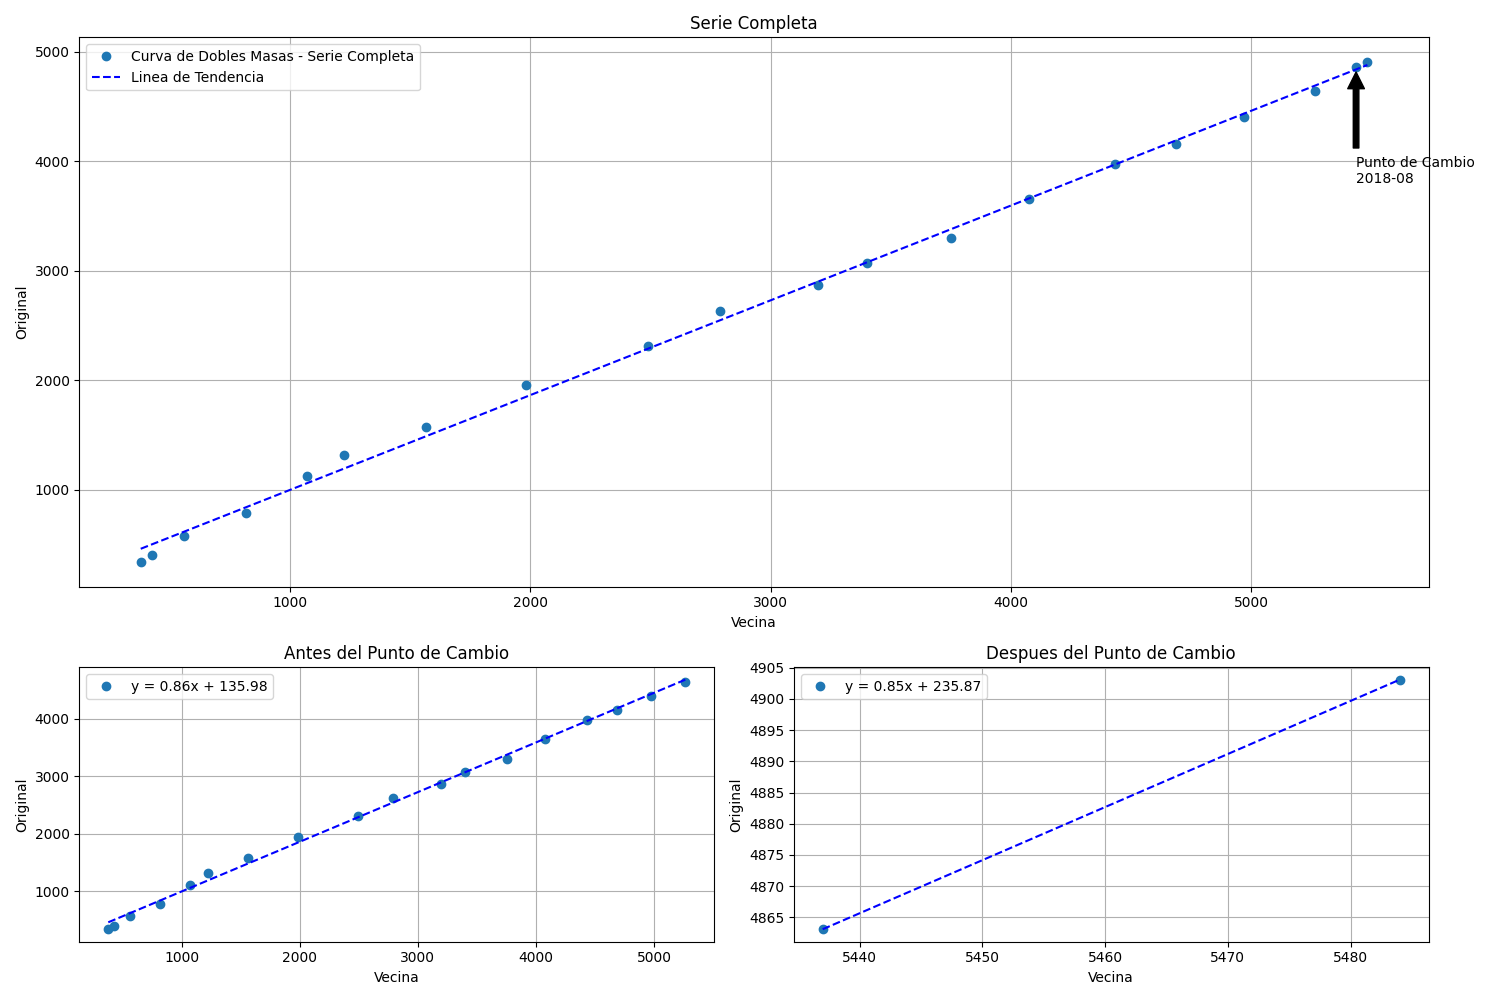 Serie Completa
Curva de Dobles Masas - Serie Completa
Linea de Tendencia
5000
4000
3000
2000
1000
Original
Punto de Cambio
2018-08
1000 2000 3000 4000 5000
Vecina
Antes del Punto de Cambio
y = 0.86x + 135.98
4000
3000
2000
1000
Original
1000 2000 3000 4000 5000
Vecina
Despues del Punto de Cambio
y = 0.85x + 235.87
4905
4900
4895
4890
4885
4880
4875
4870
4865
Original
5440 5450 5460 5470 5480
Vecina